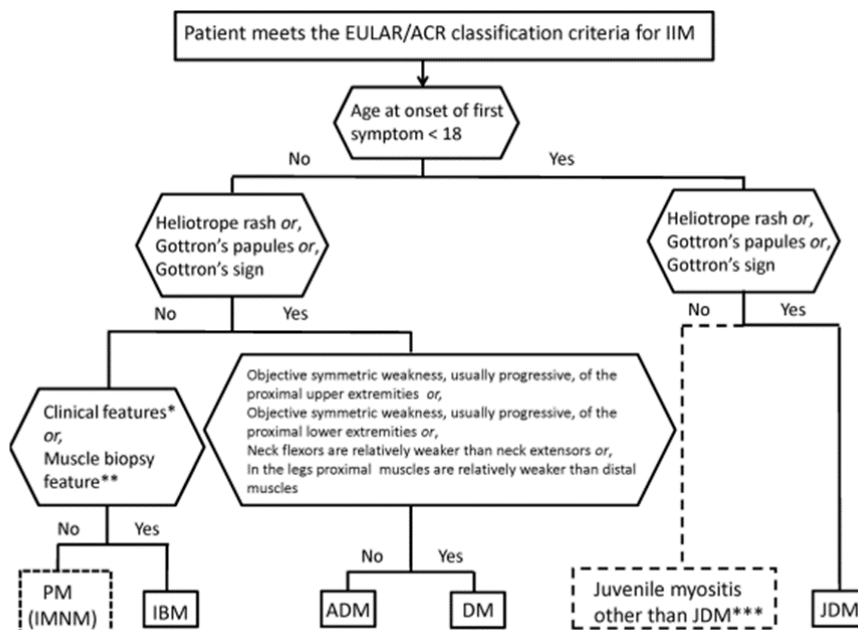 Patient meets the EULAR/ACR classification criteria for IIM
Age at onset of first
symptom < 18
No
Yes
Heliotrope rash or,
Gottron's papules or,
Gottron's sign
Heliotrope rash or,
Gottron's papules or,
Gottron's sign
No
Yes
No
Yes
Clinical features*
or,
Muscle biopsy
feature**
Objective symmetric weakness, usually progressive, of the
proximal upper extremities or,
Objective symmetric weakness, usually progressive, of the
proximal lower extremities or,
Neck flexors are relatively weaker than neck extensors or,
In the legs proximal muscles are relatively weaker than distal
muscles
No
Yes
No
Yes
PM
(IMNM)
IBM
ADM
DM
Juvenile myositis
other than JDM***
JDM